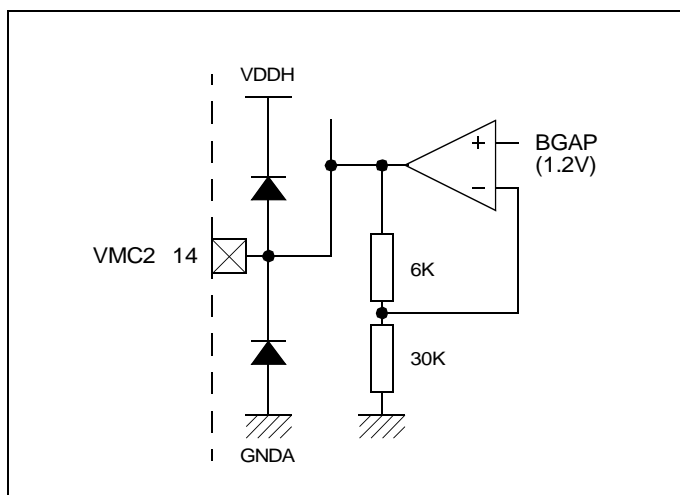 VDDH
+
BGAP
(1.2V)
−
VMC2 14
6K
30K
GNDA